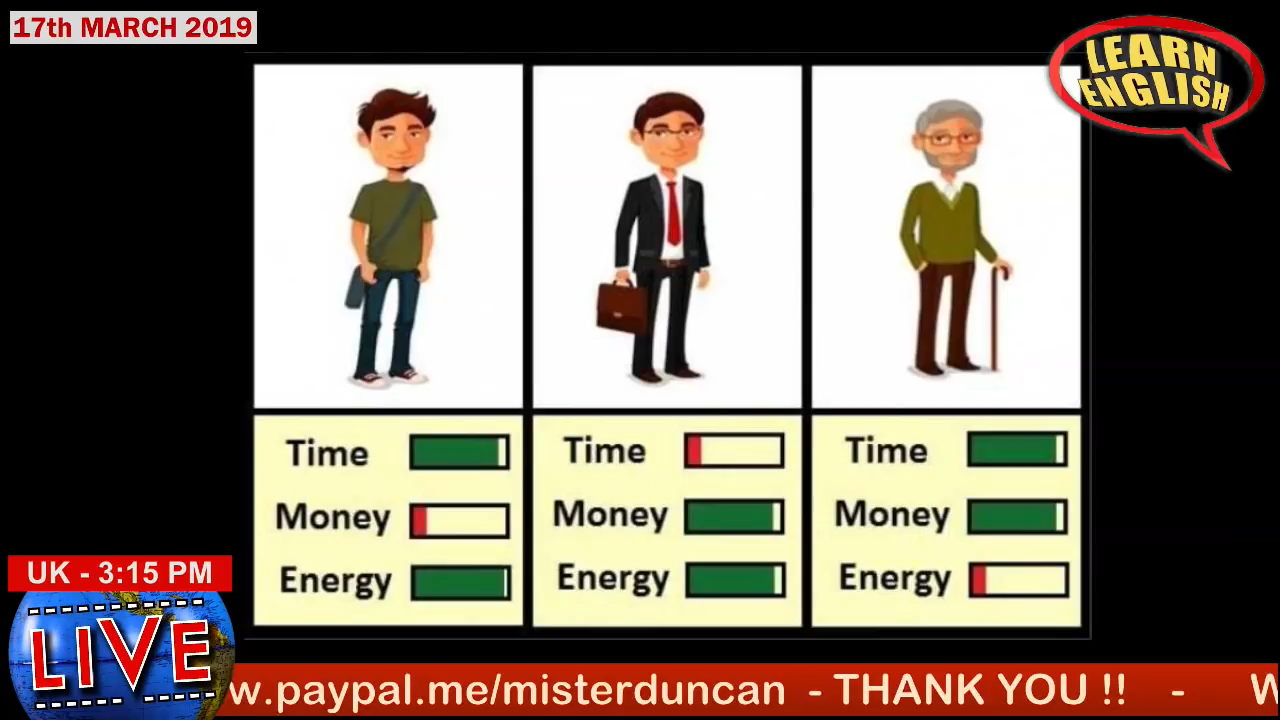 17th MARCH 2019
LEARN
ENGLISH
Time
Money
Energy
Time
Money
Energy
Time
Money
Energy
UK - 3:15 PM
LIVE
w.paypal.me/misterduncan - THANK YOU !! - W